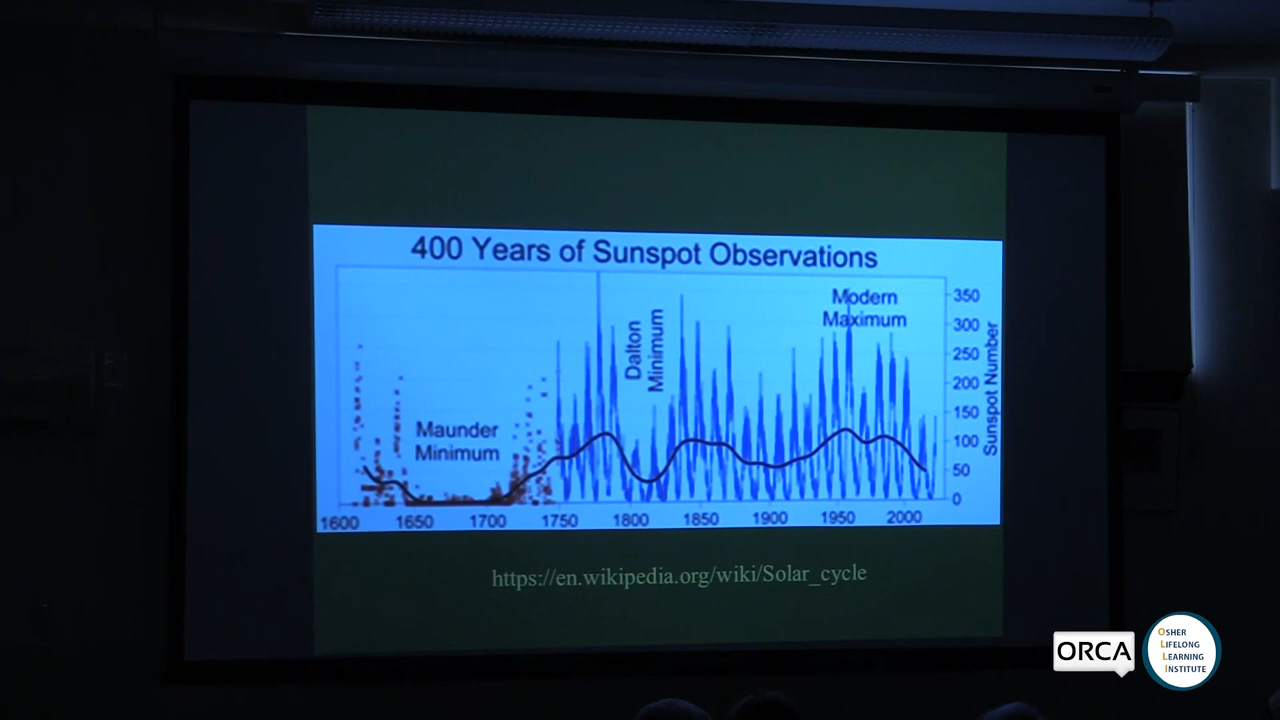 400 Years of Sunspot Observations
Maunder
Minimum
Dalton
Minimum
Modern
Maximum
350
300
250
200
150
100
50
0
Sunspot Number
1600 1650 1700 1750 1800 1850 1900 1950 2000
https://en.wikipedia.org/wiki/Solar_cycle
ORCA
OSHER
LIFELONG
LEARNING
INSTITUTE